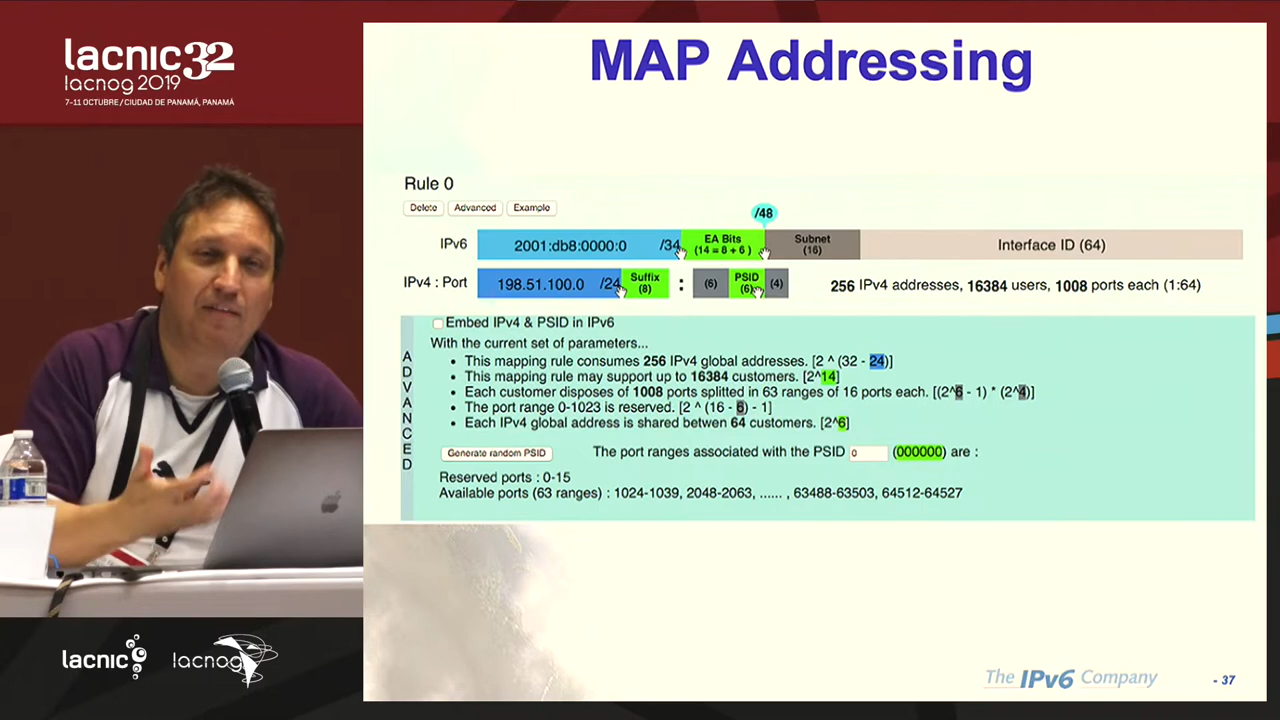 lacnic32
lacnog 2019
7-11 OCTUBRE / CIUDAD DE PANAMÁ, PANAMÁ
MAP Addressing
Rule 0
Delete Advanced Example
/48
IPv6 2001:db8:0000:0 /34 EA Bits (14 = 8 + 6 ) Subnet (16) Interface ID (64)
IPv4 : Port 198.51.100.0 /24 Suffix (8) : (6) PSID (6) (4) 256 IPv4 addresses, 16384 users, 1008 ports each (1:64)
ADVANCED
Embed IPv4 & PSID in IPv6
With the current set of parameters...
• This mapping rule consumes 256 IPv4 global addresses. [2 ^ (32 - 24)]
• This mapping rule may support up to 16384 customers. [2^14]
• Each customer disposes of 1008 ports splitted in 63 ranges of 16 ports each. [(2^6 - 1) * (2^4)]
• The port range 0-1023 is reserved. [2 ^ (16 - 6) - 1]
• Each IPv4 global address is shared betwen 64 customers. [2^6]
Generate random PSID The port ranges associated with the PSID 0 (000000) are :
Reserved ports : 0-15
Available ports (63 ranges) : 1024-1039, 2048-2063, ...... , 63488-63503, 64512-64527
lacnic lacnog
The IPv6 Company - 37